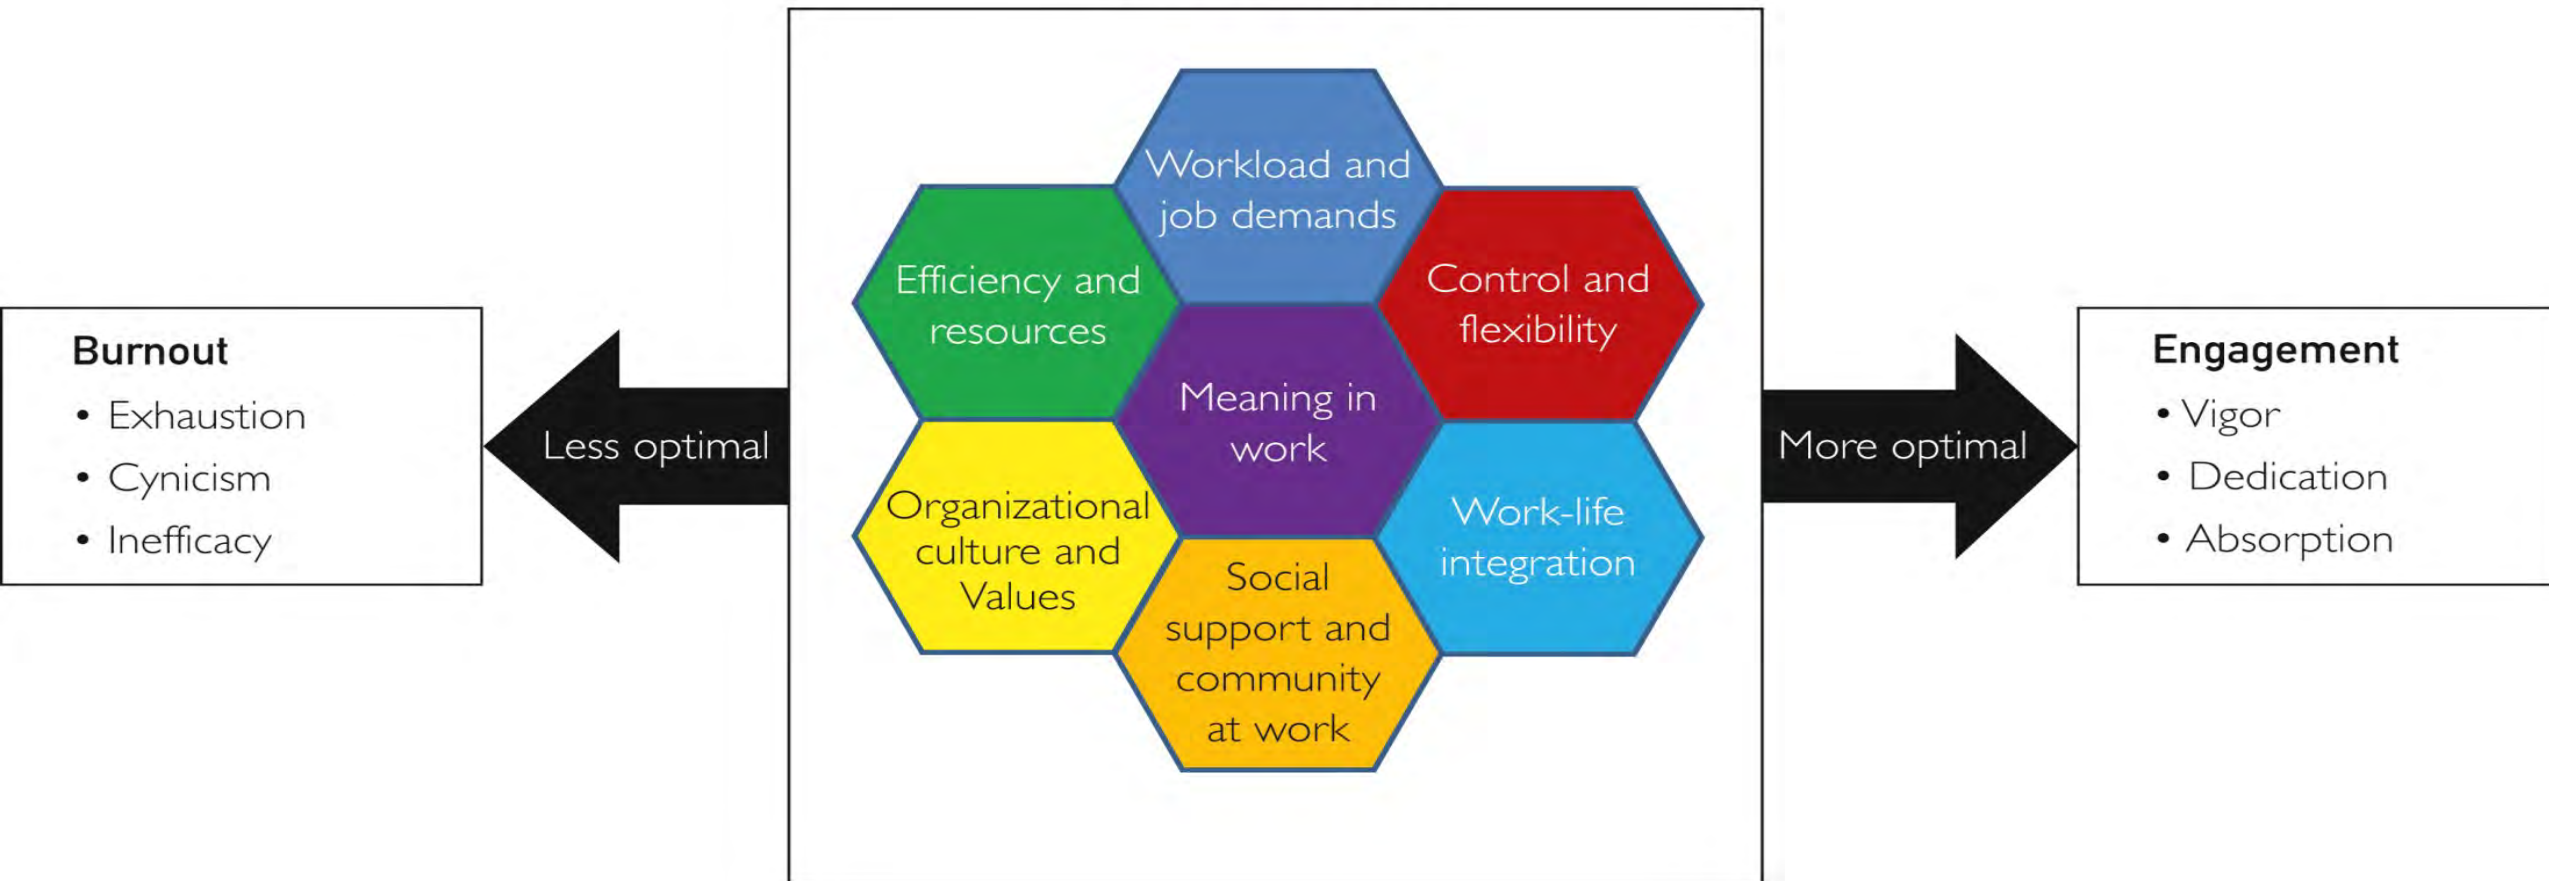 Burnout
• Exhaustion
• Cynicism
• Inefficacy
Less optimal
Workload and
job demands
Efficiency and
resources
Control and
flexibility
Meaning in
work
Organizational
culture and
Values
Work-life
integration
Social
support and
community
at work
More optimal
Engagement
• Vigor
• Dedication
• Absorption